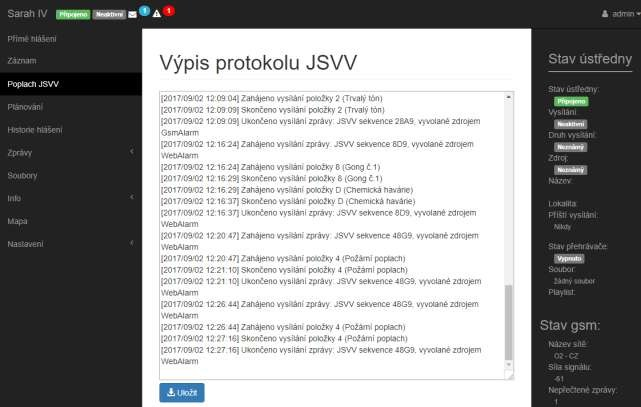 Sarah IV Připojeno Neaktivní 0 1 admin
Přímé hlášení
Záznam
Poplach JSVV
Plánování
Historie hlášení
Zprávy
Soubory
Info
Mapa
Nastavení
Výpis protokolu JSVV
[2017/09/02 12:09:04] Zahájeno vysílání položky 2 (Trvalý tón)
[2017/09/02 12:09:09] Skončeno vysílání položky 2 (Trvalý tón)
[2017/09/02 12:09:09] Ukončeno vysílání zprávy: JSVV sekvence 28A9, vyvolané zdrojem
GsmAlarm
[2017/09/02 12:16:24] Zahájeno vysílání zprávy: JSVV sekvence 8D9, vyvolané zdrojem
WebAlarm
[2017/09/02 12:16:24] Zahájeno vysílání položky 8 (Gong č.1)
[2017/09/02 12:16:29] Skončeno vysílání položky 8 (Gong č.1)
[2017/09/02 12:16:29] Zahájeno vysílání položky D (Chemická havárie)
[2017/09/02 12:16:37] Skončeno vysílání položky D (Chemická havárie)
[2017/09/02 12:16:37] Ukončeno vysílání zprávy: JSVV sekvence 8D9, vyvolané zdrojem
WebAlarm
[2017/09/02 12:20:47] Zahájeno vysílání zprávy: JSVV sekvence 48G9, vyvolané zdrojem
WebAlarm
[2017/09/02 12:20:47] Zahájeno vysílání položky 4 (Požární poplach)
[2017/09/02 12:21:10] Skončeno vysílání položky 4 (Požární poplach)
[2017/09/02 12:21:10] Ukončeno vysílání zprávy: JSVV sekvence 48G9, vyvolané zdrojem
WebAlarm
[2017/09/02 12:26:44] Zahájeno vysílání zprávy: JSVV sekvence 48G9, vyvolané zdrojem
WebAlarm
[2017/09/02 12:26:44] Zahájeno vysílání položky 4 (Požární poplach)
[2017/09/02 12:27:16] Skončeno vysílání položky 4 (Požární poplach)
[2017/09/02 12:27:16] Ukončeno vysílání zprávy: JSVV sekvence 48G9, vyvolané zdrojem
WebAlarm
Uložit
Stav ústředny
Stav ústředny:
Připojeno
Vysílání:
Neaktivní
Druh vysílání:
Neznámý
Zdroj:
Neznámý
Název:
Lokalita:
Příští vysílání:
Nikdy
Stav přehrávače:
Vypnuto
Soubor:
Žádný soubor
Playlist:
Stav gsm:
Název sítě:
O2 - CZ
Síla signálu:
-61
Nepřečtené zprávy:
1